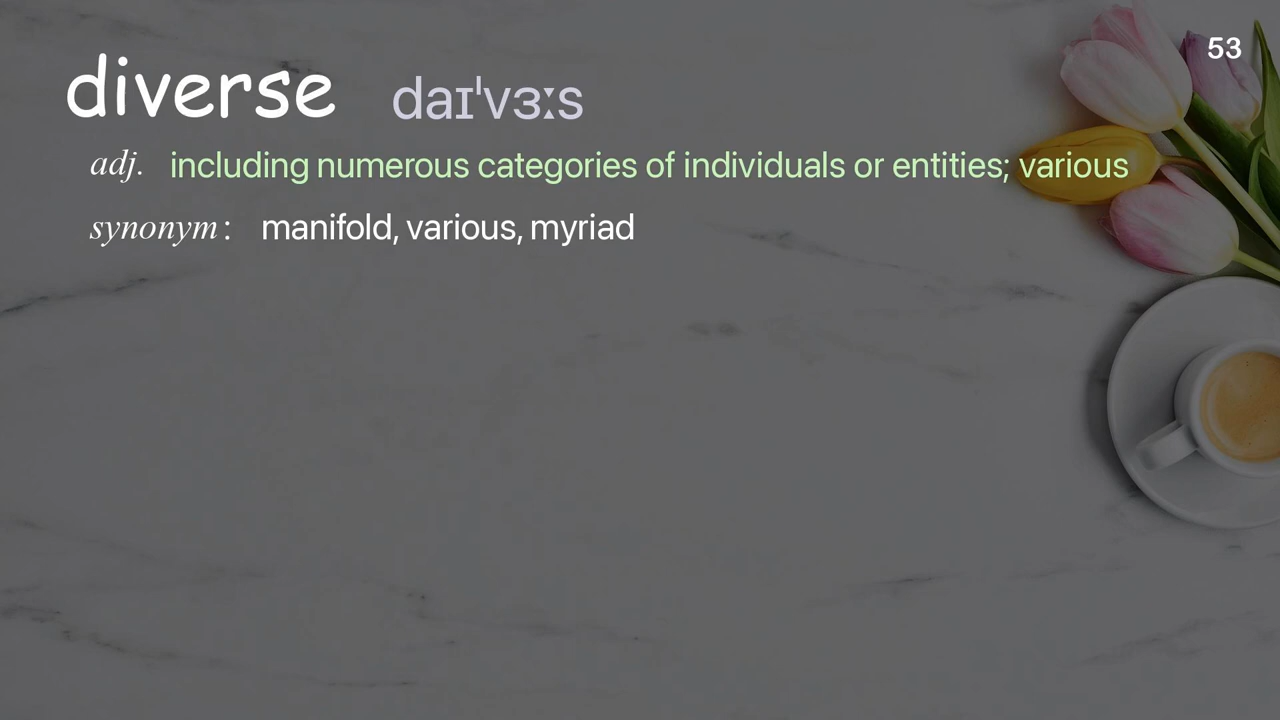 53
diverse daɪˈvɜːs
adj. including numerous categories of individuals or entities; various
synonym: manifold, various, myriad